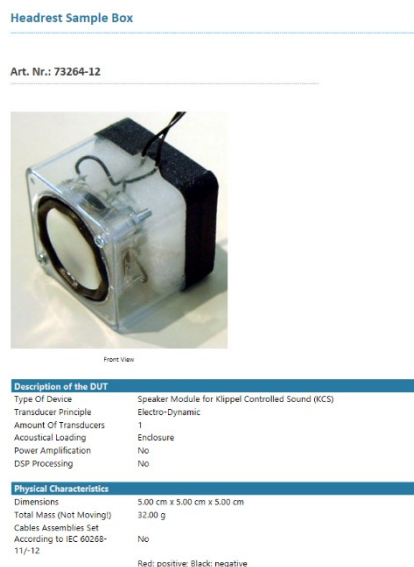 Headrest Sample Box
Art. Nr.: 73264-12
Front View
Description of the DUT
Type Of Device Speaker Module for Klippel Controlled Sound (KCS)
Transducer Principle Electro-Dynamic
Amount Of Transducers 1
Acoustical Loading Enclosure
Power Amplification No
DSP Processing No
Physical Characteristics
Dimensions 5.00 cm x 5.00 cm x 5.00 cm
Total Mass (Not Moving!) 32.00 g
Cables Assemblies Set
According to IEC 60268- No
11/-12
Red: positive; Black: negative